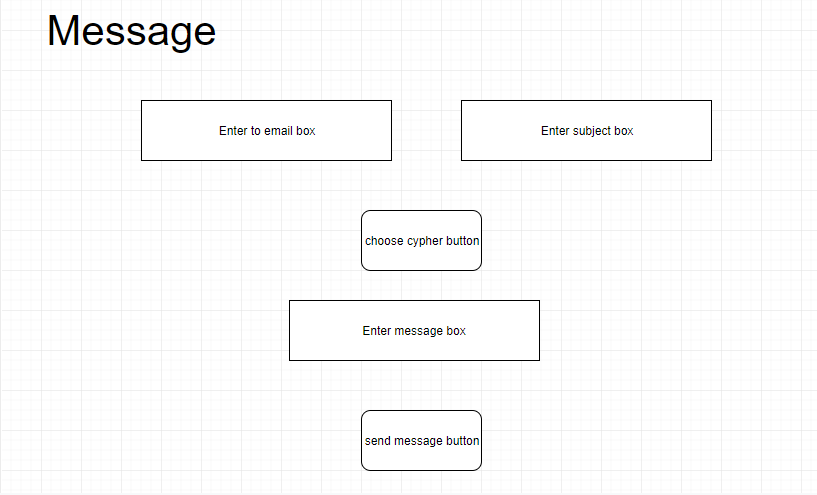 Message
Enter to email box
Enter subject box
choose cypher button
Enter message box
send message button